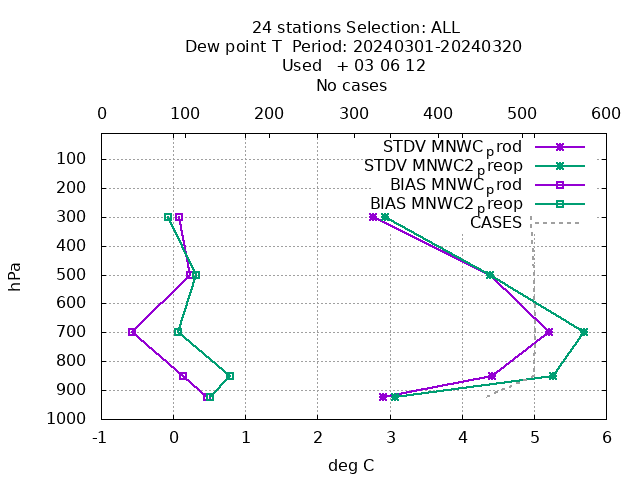 24 stations Selection: ALL
Dew point T  Period: 20240301-20240320
Used   + 03 06 12
No cases
0 100 200 300 400 500 600
STDV MNWC_prod
STDV MNWC2_preop
BIAS MNWC_prod
BIAS MNWC2_preop
CASES
hPa
100
200
300
400
500
600
700
800
900
1000
-1 0 1 2 3 4 5 6
deg C